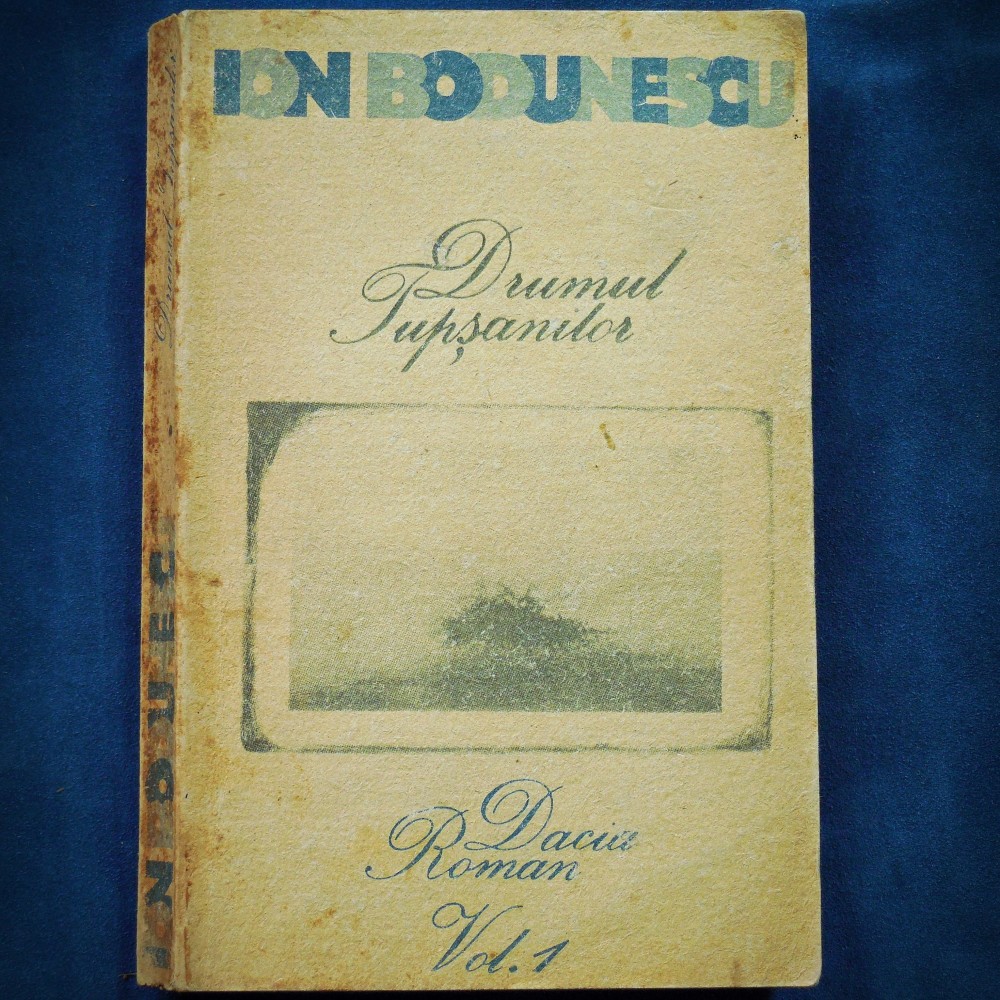 ION BODUNESCU
Drumul
Tupșanilor
Dacia
Roman
Vol. 1